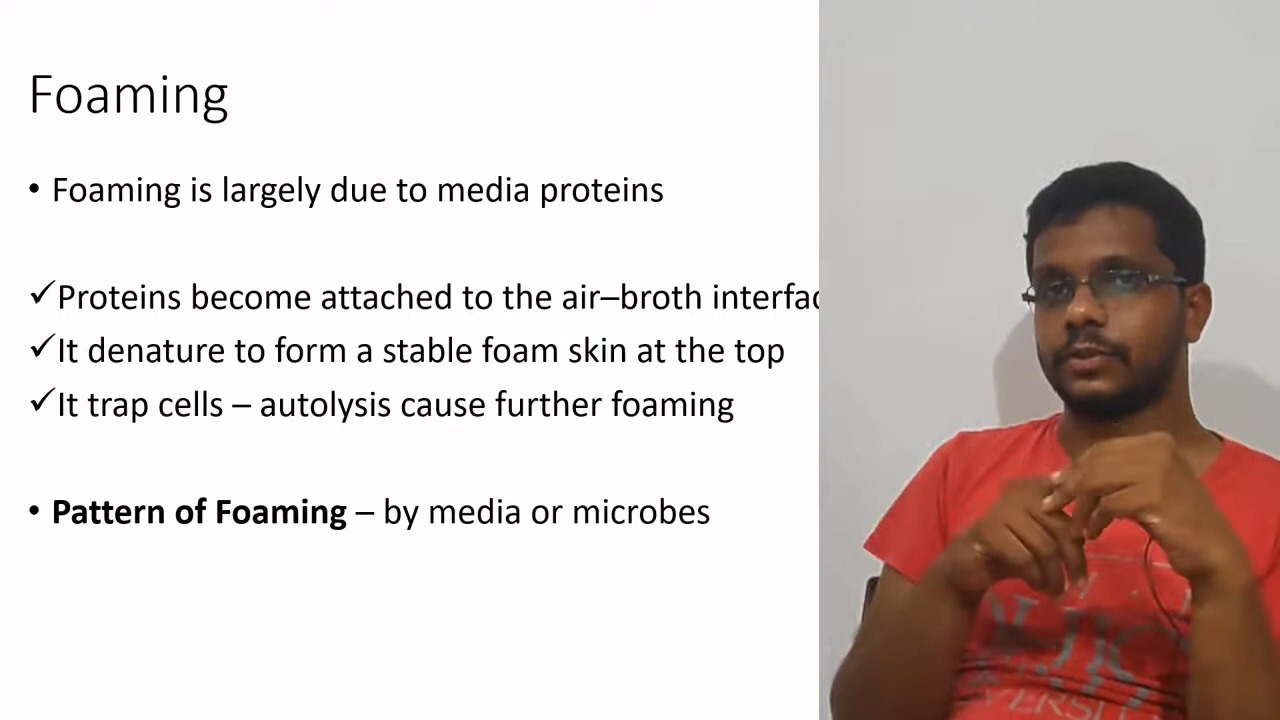 Foaming
• Foaming is largely due to media proteins
✓Proteins become attached to the air–broth interfac
✓It denature to form a stable foam skin at the top
✓It trap cells – autolysis cause further foaming
• Pattern of Foaming – by media or microbes